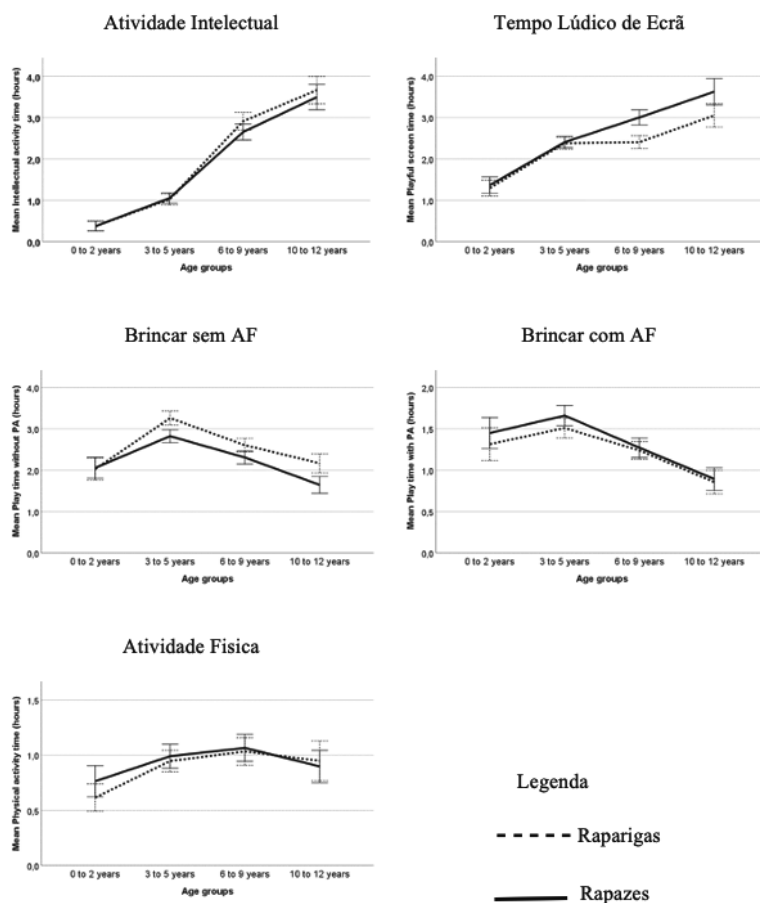 Atividade Intelectual
Mean Intellectual activity time (hours)
4,0
3,0
2,0
1,0
0,0
0 to 2 years 3 to 5 years 6 to 9 years 10 to 12 years
Age groups
Tempo Lúdico de Ecrã
Mean Playful screen time (hours)
4,0
3,0
2,0
1,0
0,0
0 to 2 years 3 to 5 years 6 to 9 years 10 to 12 years
Age groups
Brincar sem AF
Mean Play time without PA (hours)
4,0
3,0
2,0
1,0
0,0
0 to 2 years 3 to 5 years 6 to 9 years 10 to 12 years
Age groups
Brincar com AF
Mean Play time with PA (hours)
2,0
1,5
1,0
0,5
0,0
0 to 2 years 3 to 5 years 6 to 9 years 10 to 12 years
Age groups
Atividade Fisica
Mean Physical activity time (hours)
1,5
1,0
0,5
0,0
0 to 2 years 3 to 5 years 6 to 9 years 10 to 12 years
Age groups
Legenda
Raparigas
Rapazes